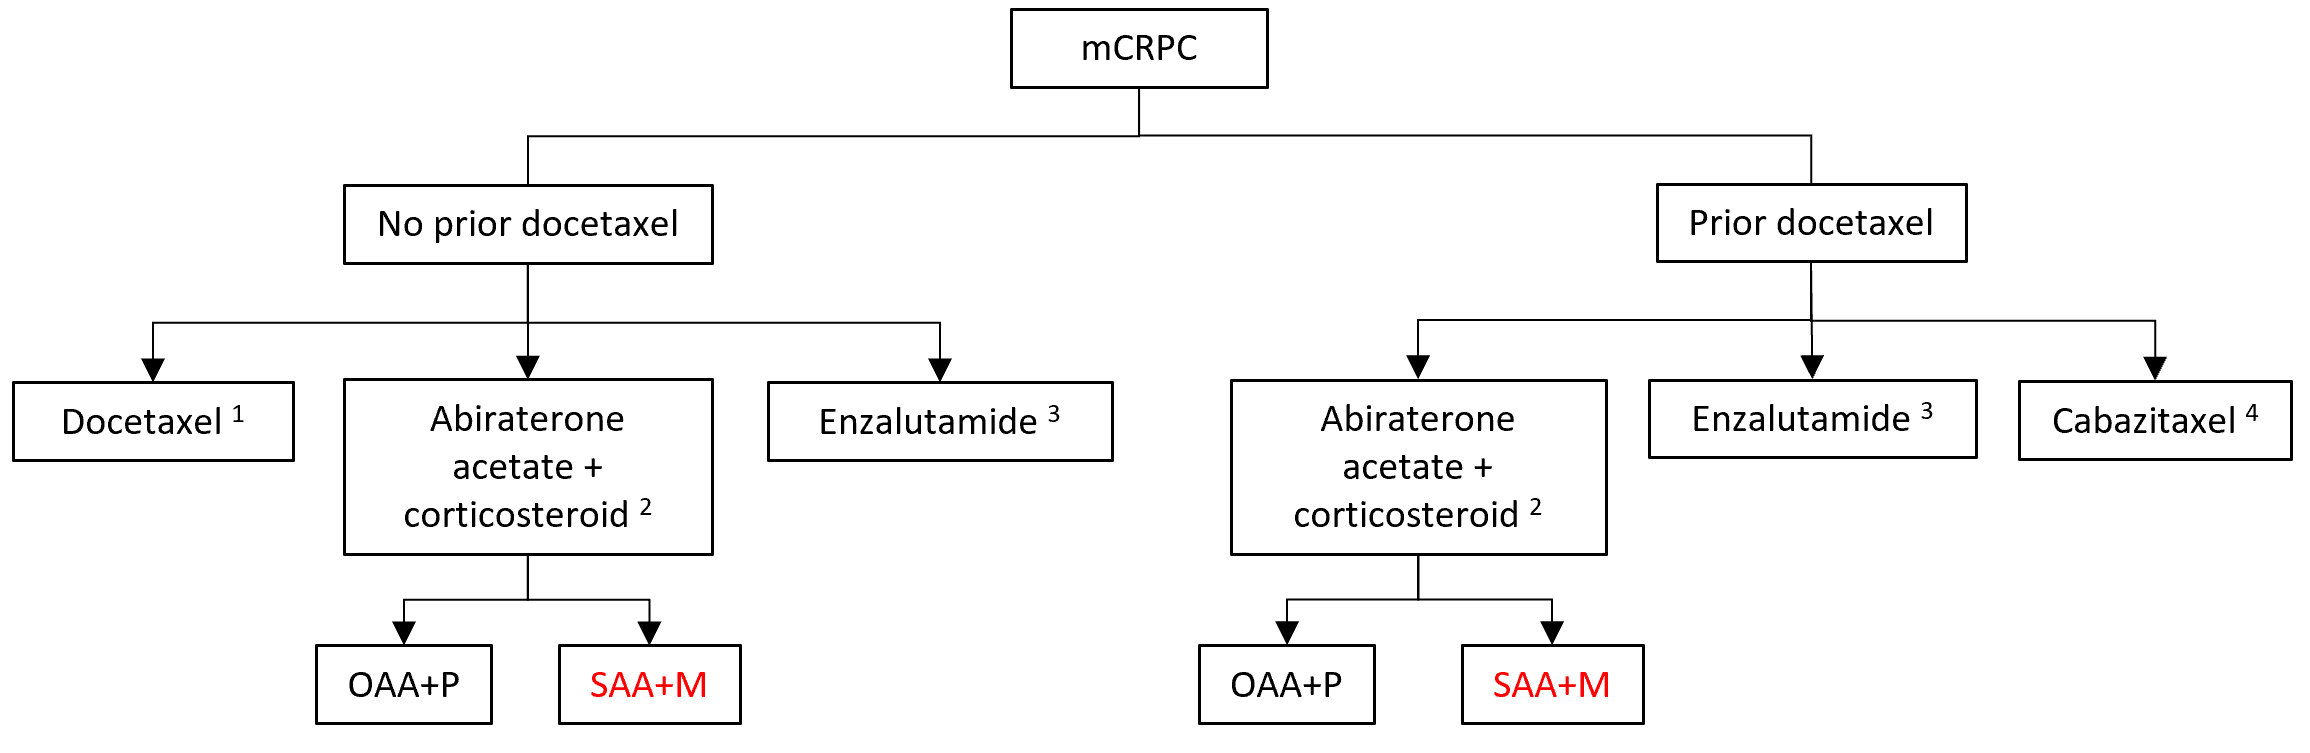 mCRPC
No prior docetaxel
Prior docetaxel
Docetaxel 1
Abiraterone
acetate +
corticosteroid 2
Enzalutamide 3
Abiraterone
acetate +
corticosteroid 2
Enzalutamide 3
Cabazitaxel 4
OAA+P
SAA+M
OAA+P
SAA+M